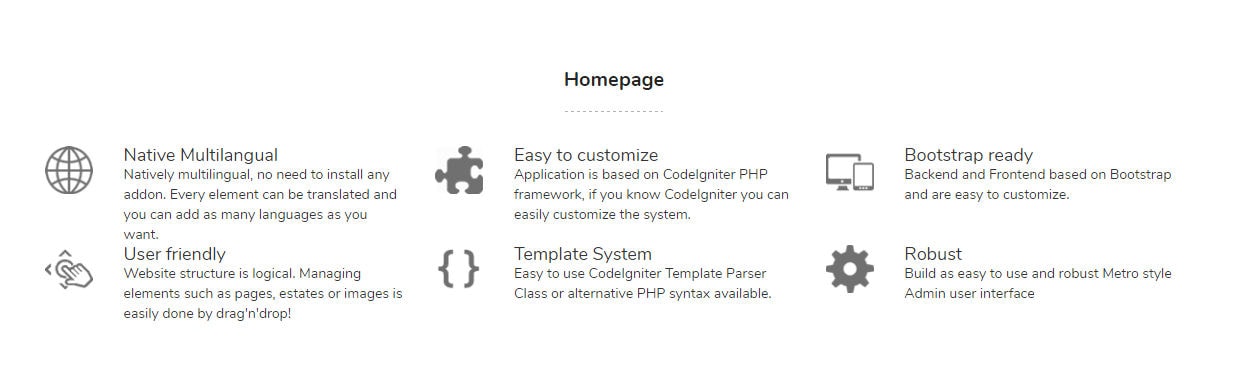 Homepage
Native Multilangual
Natively multilingual, no need to install any
addon. Every element can be translated and
you can add as many languages as you
want.
Easy to customize
Application is based on CodeIgniter PHP
framework, if you know CodeIgniter you can
easily customize the system.
Bootstrap ready
Backend and Frontend based on Bootstrap
and are easy to customize.
User friendly
Website structure is logical. Managing
elements such as pages, estates or images is
easily done by drag'n'drop!
Template System
Easy to use CodeIgniter Template Parser
Class or alternative PHP syntax available.
Robust
Build as easy to use and robust Metro style
Admin user interface